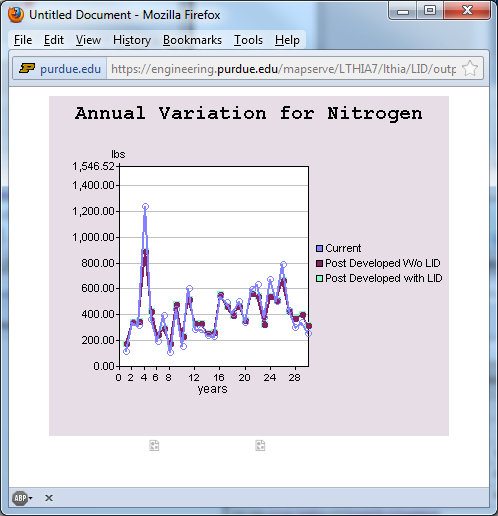 Untitled Document - Mozilla Firefox
File Edit View History Bookmarks Tools Help
purdue.edu https://engineering.purdue.edu/mapserve/LTHIA7/lthia/LID/outp
Annual Variation for Nitrogen
lbs
1,546.52
1,400.00
1,200.00
1,000.00
800.00
600.00
400.00
200.00
0.00
0 2 4 6 8 12 16 20 24 28
years
Current
Post Developed W/o LID
Post Developed with LID
ABP